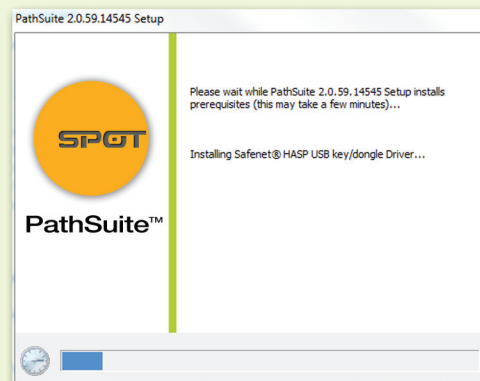 PathSuite 2.0.59.14545 Setup
Please wait while PathSuite 2.0.59.14545 Setup installs
prerequisites (this may take a few minutes)...
SPOT
Installing Safenet® HASP USB key/dongle Driver...
PathSuite™